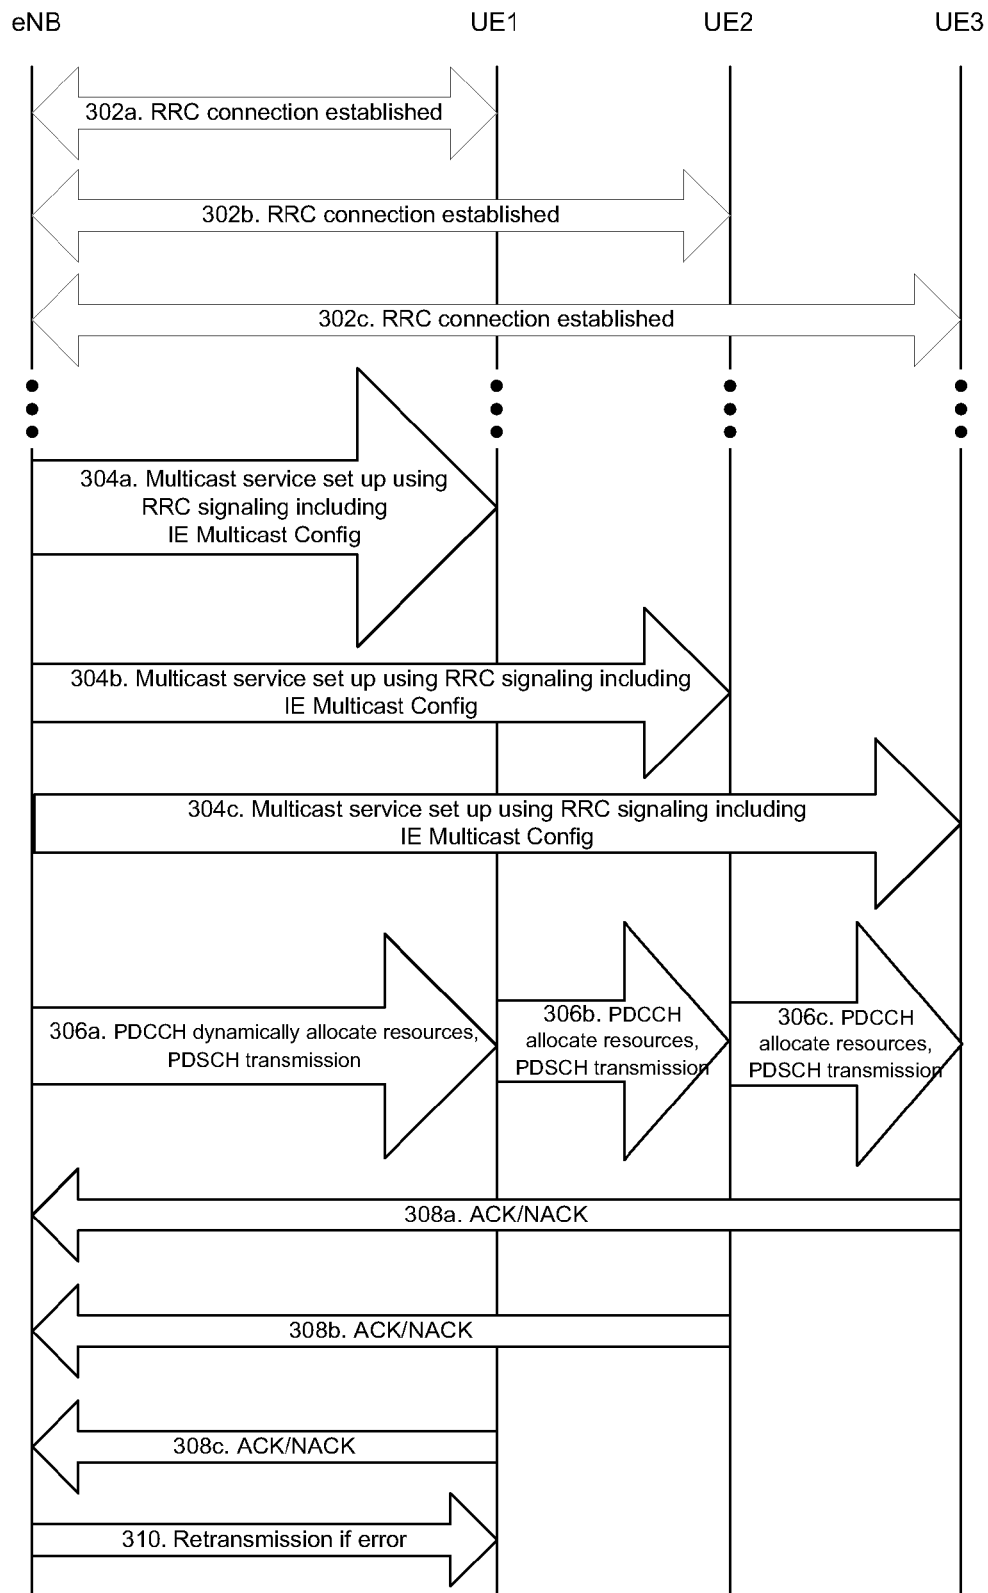 eNB UE1 UE2 UE3
302a. RRC connection established
302b. RRC connection established
302c. RRC connection established
304a. Multicast service set up using
RRC signaling including
IE Multicast Config
304b. Multicast service set up using RRC signaling including
IE Multicast Config
304c. Multicast service set up using RRC signaling including
IE Multicast Config
306a. PDCCH dynamically allocate resources,
PDSCH transmission
306b. PDCCH
allocate resources,
PDSCH transmission
306c. PDCCH
allocate resources,
PDSCH transmission
308a. ACK/NACK
308b. ACK/NACK
308c. ACK/NACK
310. Retransmission if error